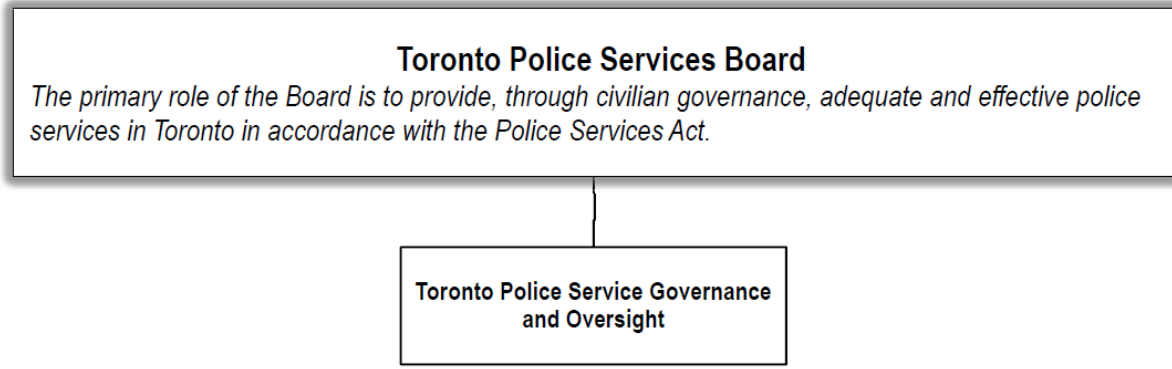 Toronto Police Services Board
The primary role of the Board is to provide, through civilian governance, adequate and effective police
services in Toronto in accordance with the Police Services Act.
Toronto Police Service Governance
and Oversight